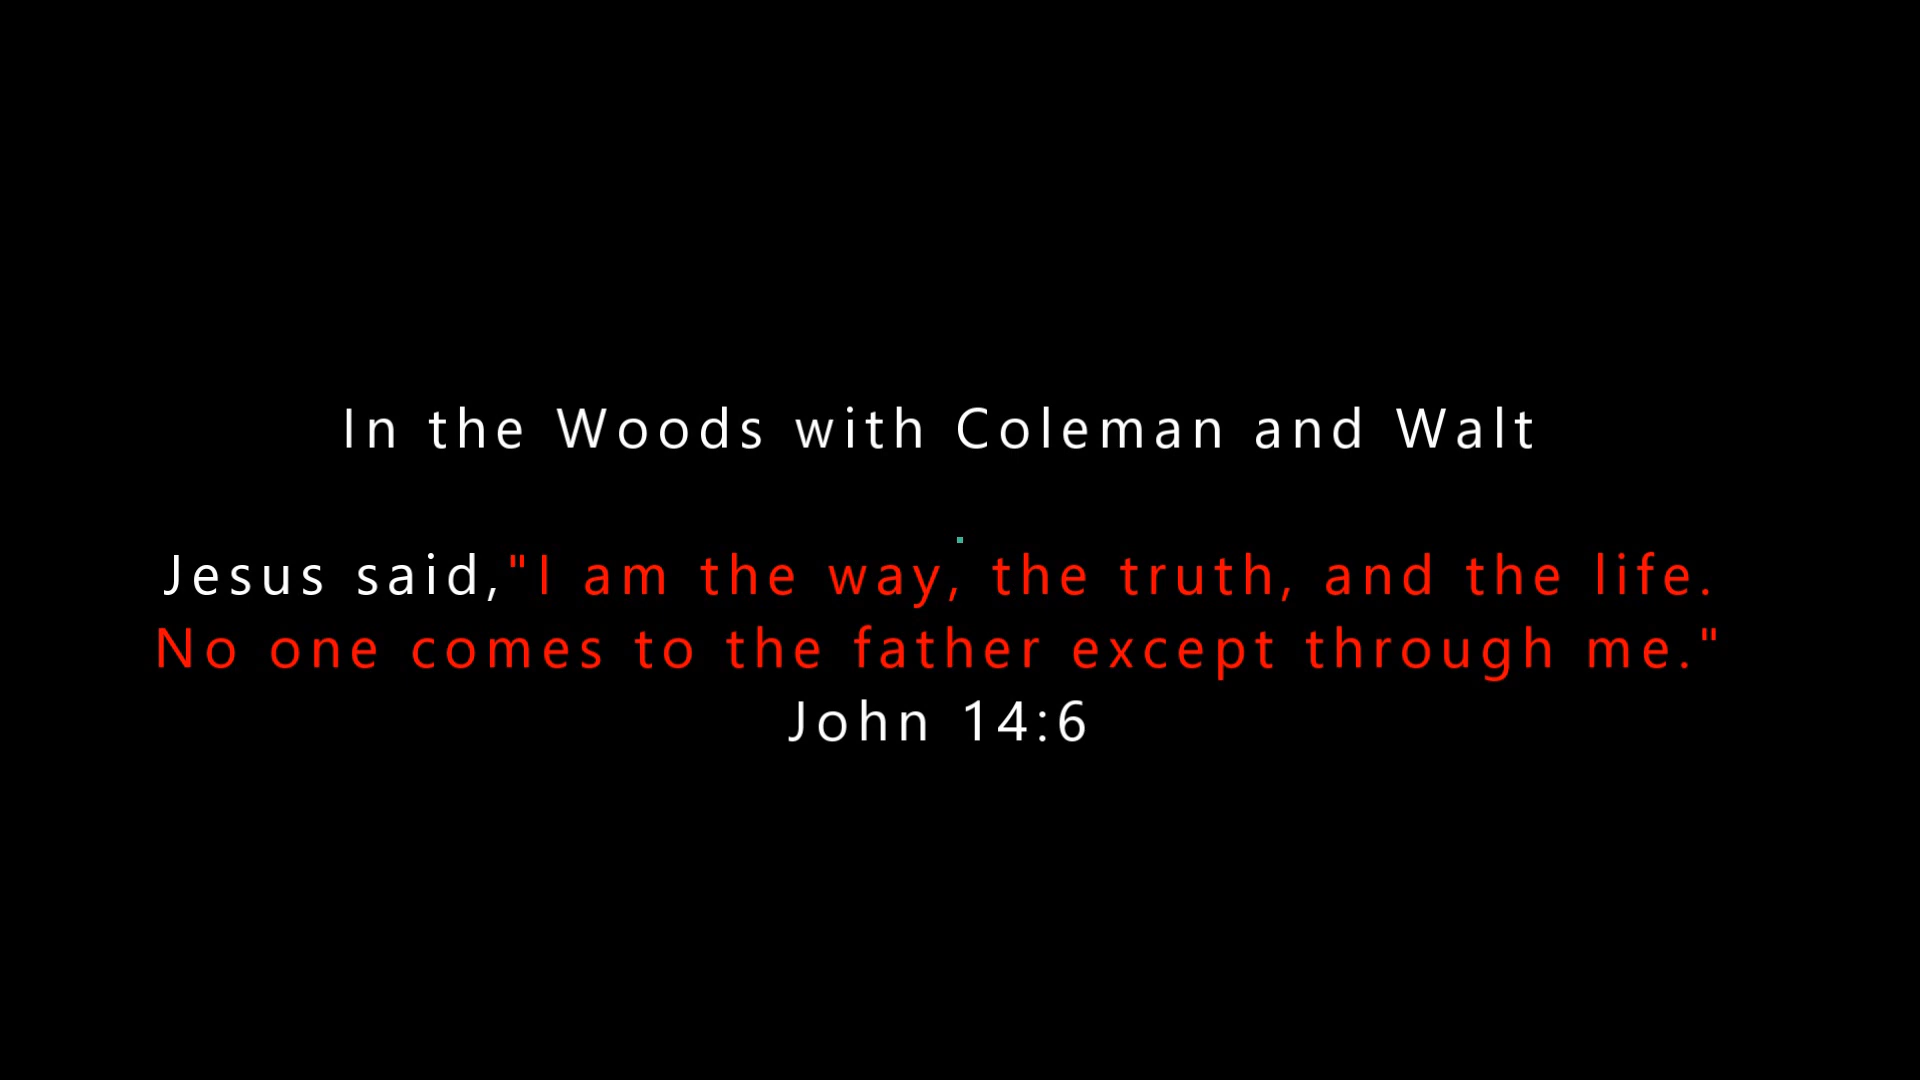 In the Woods with Coleman and Walt
Jesus said,"I am the way, the truth, and the life.
No one comes to the father except through me."
John 14:6